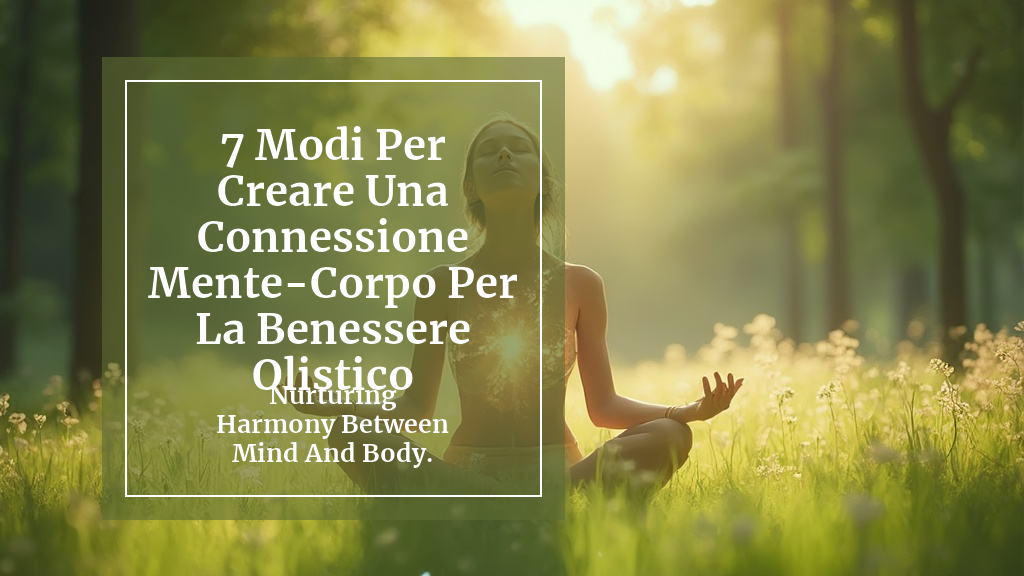 7 Modi Per
Creare Una
Connessione
Mente-Corpo Per
La Benessere
Olistico
Nurturing
Harmony Between
Mind And Body.